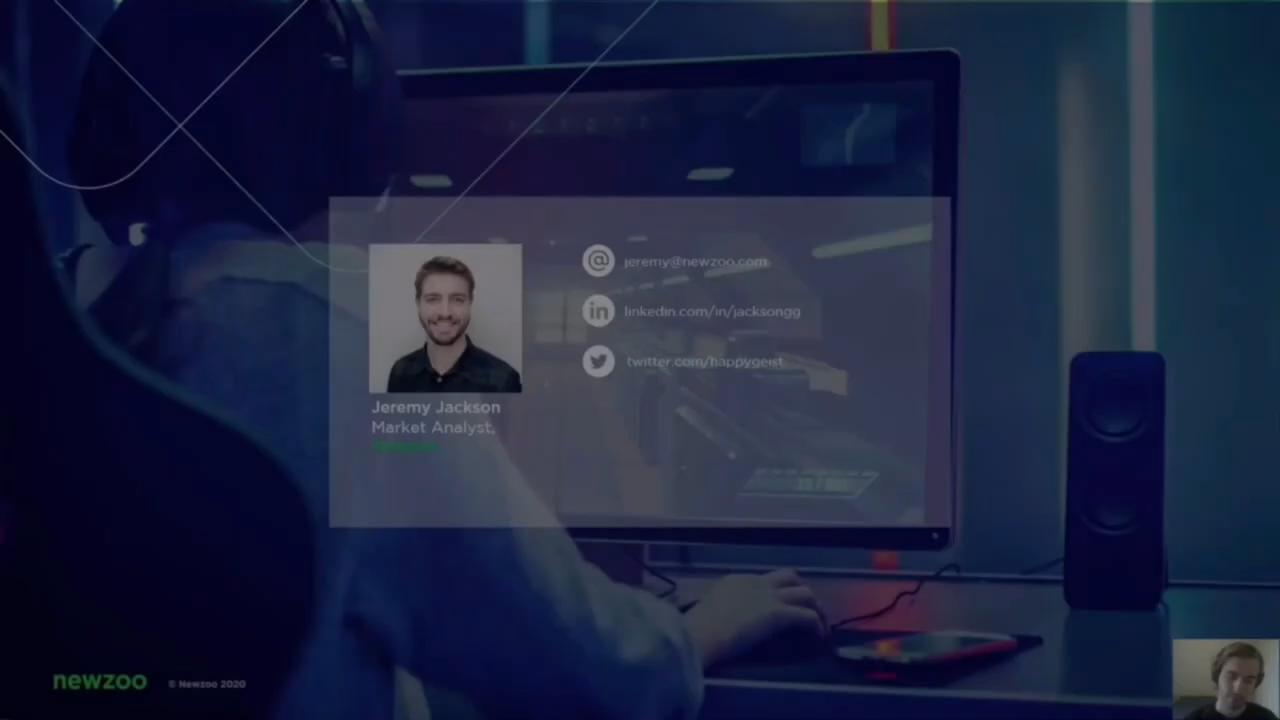 jeremy@newzoo.com
linkedin.com/in/jacksongg
twitter.com/happygeist
Jeremy Jackson
Market Analyst,
newzoo © Newzoo 2020